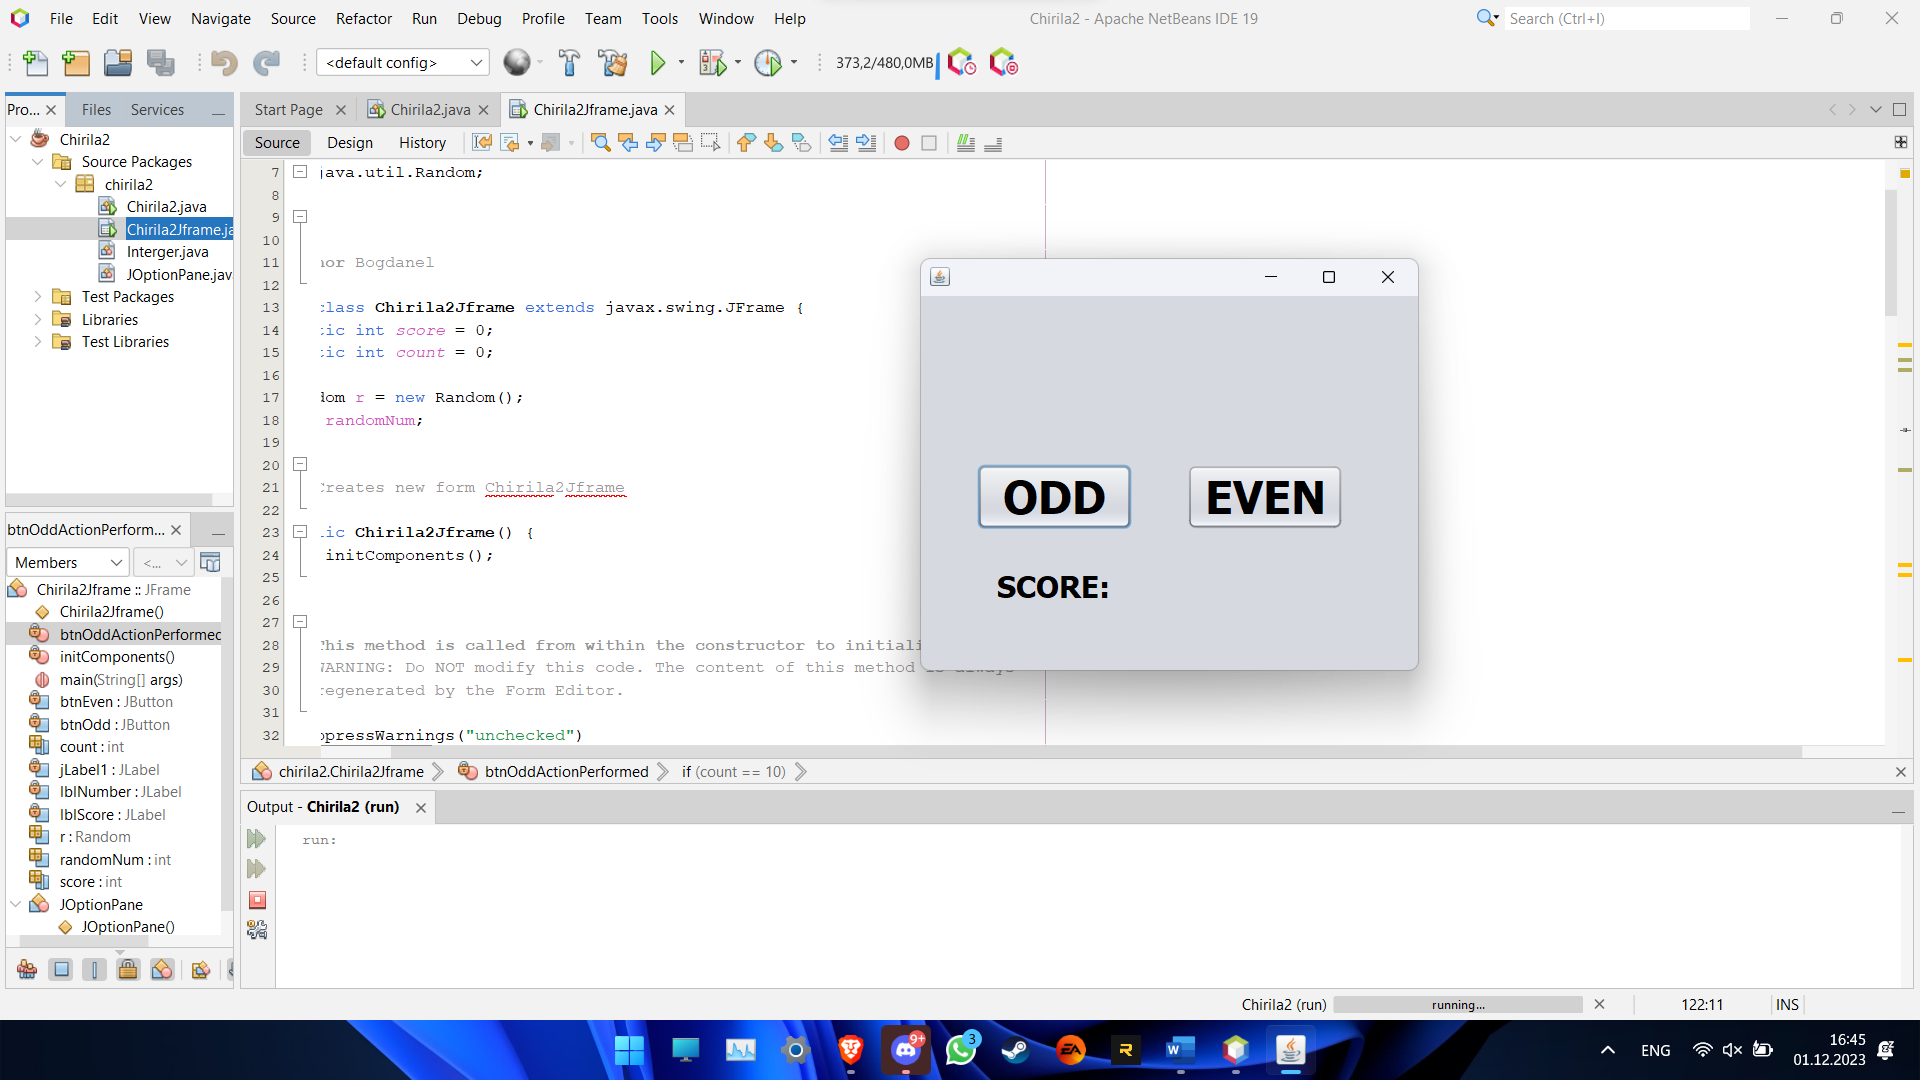 File Edit View Navigate Source Refactor Run Debug Profile Team Tools Window Help
Chirila2 - Apache NetBeans IDE 19
Search (Ctrl+I)
<default config>
373,2/480,0MB
Pro...
Files
Services
Start Page
Chirila2.java
Chirila2Jframe.java
Source Design History
Chirila2
Source Packages
chirila2
Chirila2.java
Chirila2Jframe.ja
Interger.java
JOptionPane.jav
Test Packages
Libraries
Test Libraries
7 java.util.Random;
8
9
10
11 hor Bogdanel
12
13 class Chirila2Jframe extends javax.swing.JFrame {
14 tic int score = 0;
15 tic int count = 0;
16
17 dom r = new Random();
18 randomNum;
19
20
21 Creates new form Chirila2Jframe
22
23 lic Chirila2Jframe() {
24 initComponents();
25
26
27
28 This method is called from within the constructor to initiali
29 WARNING: Do NOT modify this code. The content of this method is always
30 regenerated by the Form Editor.
31
32 ppressWarnings("unchecked")
ODD
EVEN
SCORE:
btnOddActionPerform...
Members
<...
Chirila2Jframe :: JFrame
Chirila2Jframe()
btnOddActionPerformed
initComponents()
main(String[] args)
btnEven : JButton
btnOdd : JButton
count : int
jLabel1 : JLabel
lblNumber : JLabel
lblScore : JLabel
r : Random
randomNum : int
score : int
JOptionPane
JOptionPane()
chirila2.Chirila2Jframe
btnOddActionPerformed
if (count == 10)
Output - Chirila2 (run)
run:
Chirila2 (run)
running...
122:11
INS
9+
3
EA
R
W
ENG
16:45
01.12.2023